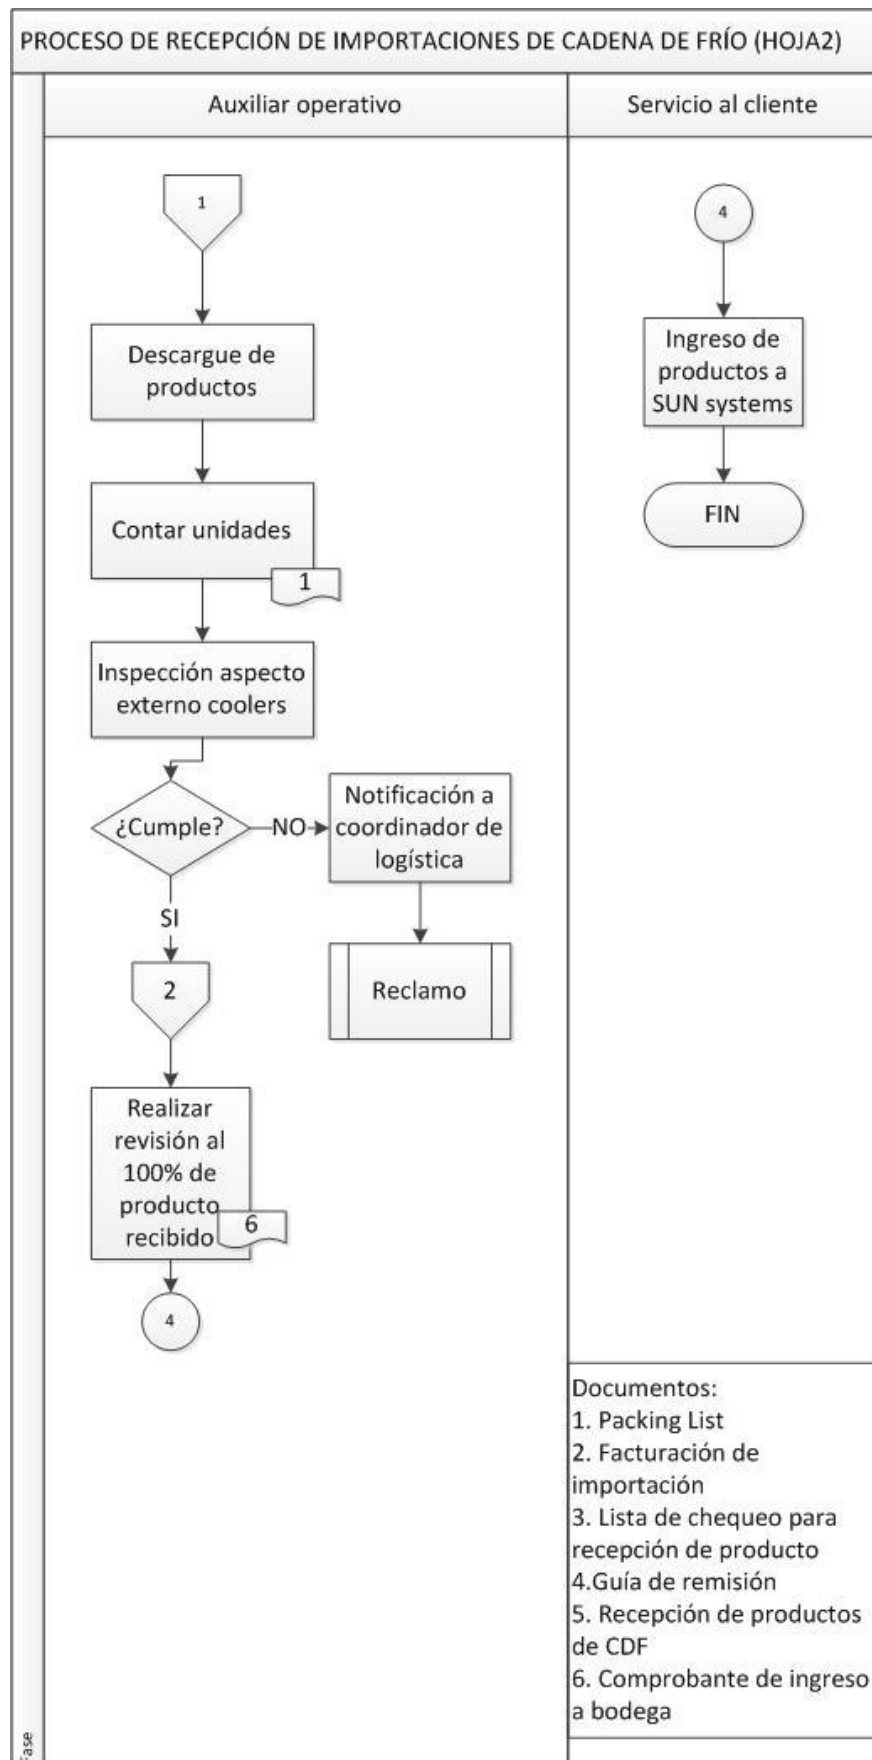 PROCESO DE RECEPCIÓN DE IMPORTACIONES DE CADENA DE FRÍO (HOJA2)
Auxiliar operativo
Servicio al cliente
1
Descargue de
productos
Contar unidades
1
Inspección aspecto
externo coolers
¿Cumple?
NO
Notificación a
coordinador de
logística
Reclamo
SI
2
Realizar
revisión al
100% de
producto
recibido
6
4
4
Ingreso de
productos a
SUN systems
FIN
Documentos:
1. Packing List
2. Facturación de
importación
3. Lista de chequeo para
recepción de producto
4.Guía de remisión
5. Recepción de productos
de CDF
6. Comprobante de ingreso
a bodega
Fase